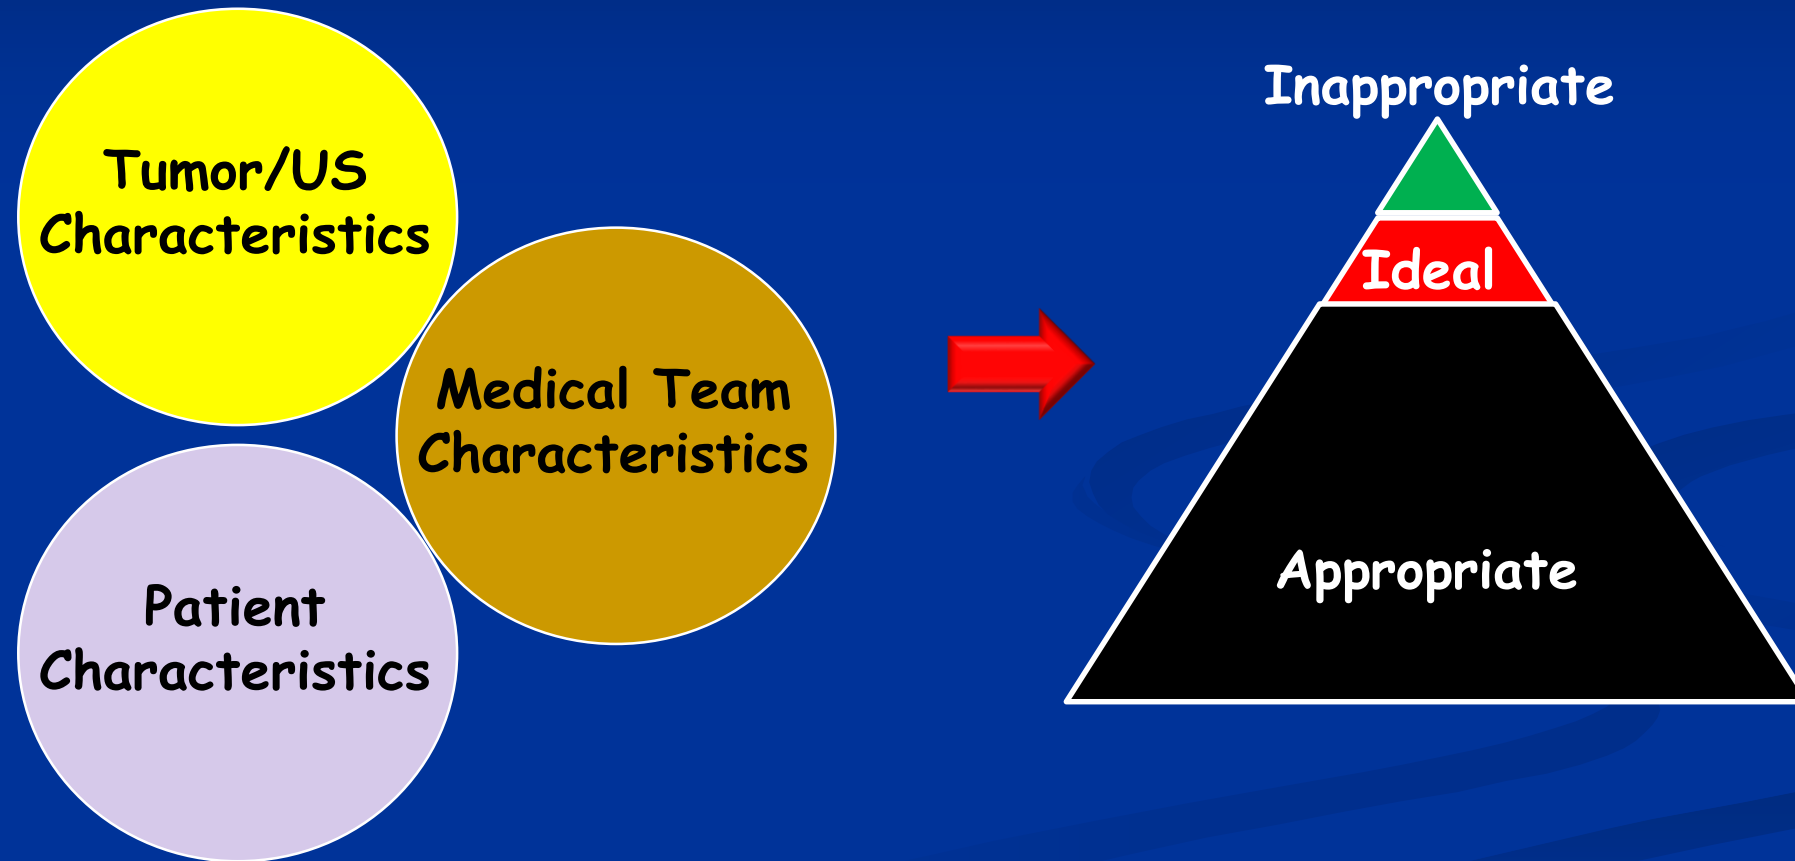 Tumor/US
Characteristics
Medical Team
Characteristics
Patient
Characteristics
Inappropriate
Ideal
Appropriate